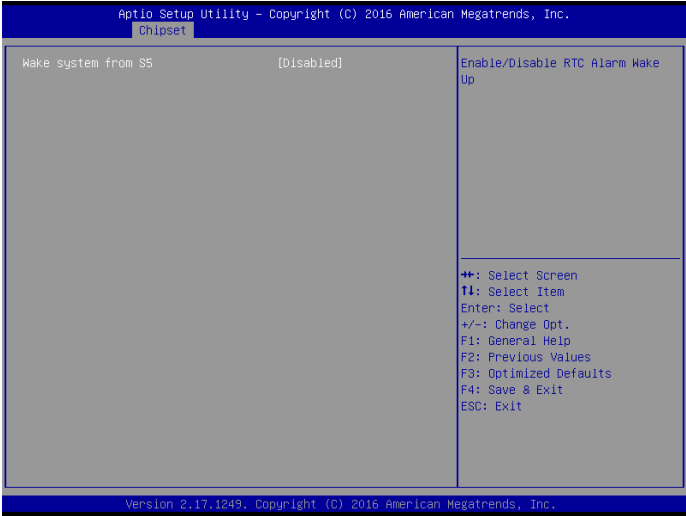 Aptio Setup Utility – Copyright (C) 2016 American Megatrends, Inc.
Chipset
Wake system from S5 [Disabled]
Enable/Disable RTC Alarm Wake
Up
→←: Select Screen
↑↓: Select Item
Enter: Select
+/-: Change Opt.
F1: General Help
F2: Previous Values
F3: Optimized Defaults
F4: Save & Exit
ESC: Exit
Version 2.17.1249. Copyright (C) 2016 American Megatrends, Inc.